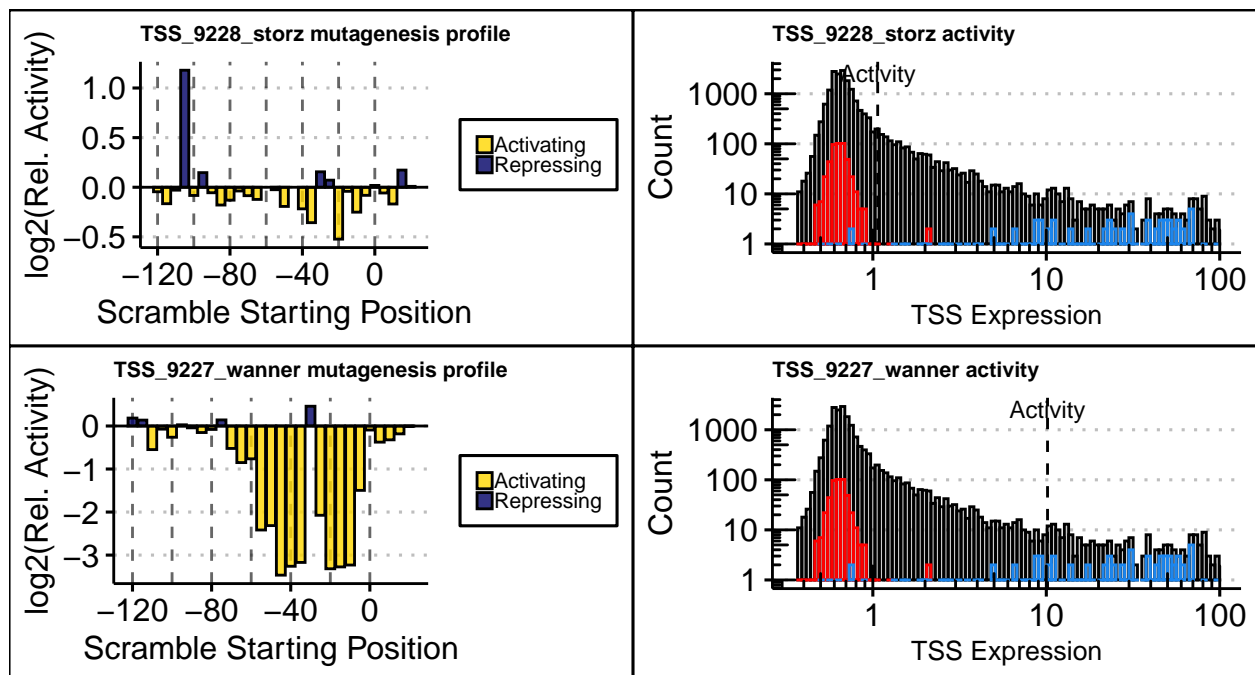 TSS_9228_storz mutagenesis profile
log2(Rel. Activity)
1.0
0.5
0.0
−0.5
−120 −80 −40 0
Scramble Starting Position
Activating
Repressing
TSS_9228_storz activity
Activity
Count
1000
100
10
1
1 10 100
TSS Expression
TSS_9227_wanner mutagenesis profile
log2(Rel. Activity)
0
−1
−2
−3
−120 −80 −40 0
Scramble Starting Position
Activating
Repressing
TSS_9227_wanner activity
Activity
Count
1000
100
10
1
1 10 100
TSS Expression